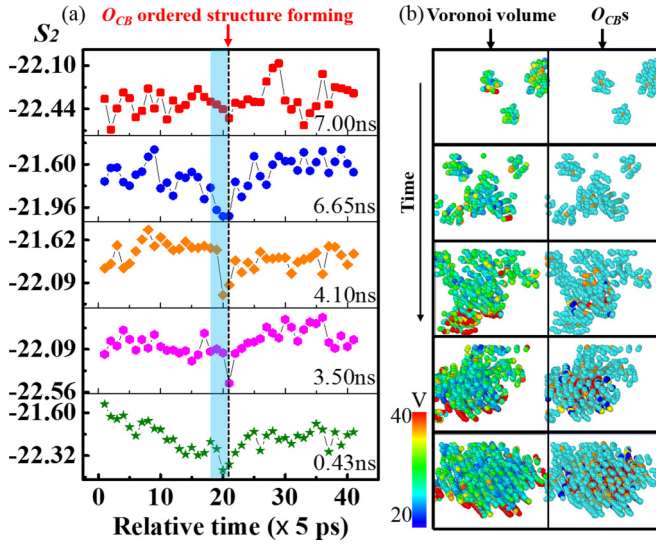 (a) O_CB ordered structure forming
S_2
-22.10
-22.44
7.00ns
-21.60
-21.96
6.65ns
-21.62
-22.09
4.10ns
-22.09
-22.56
3.50ns
-21.60
-22.32
0.43ns
0 10 20 30 40
Relative time (× 5 ps)
(b) Voronoi volume O_CBs
Time
V
40
20